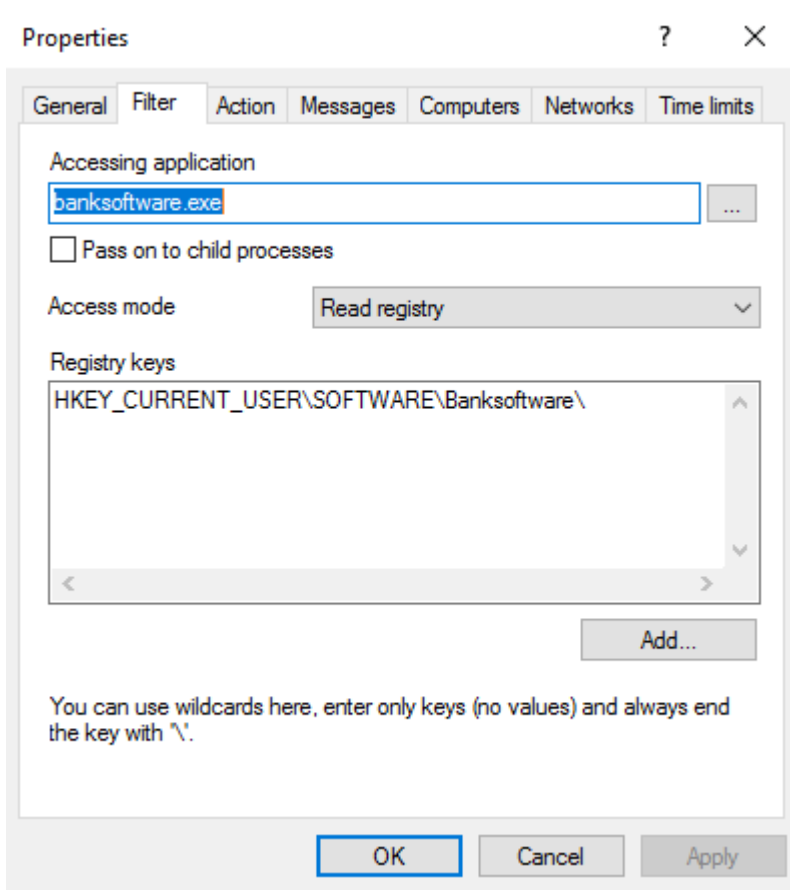 Properties
?
General Filter Action Messages Computers Networks Time limits
Accessing application
banksoftware.exe
...
Pass on to child processes
Access mode
Read registry
Registry keys
HKEY_CURRENT_USER\SOFTWARE\Banksoftware\
Add...
You can use wildcards here, enter only keys (no values) and always end
the key with '\'.
OK Cancel Apply